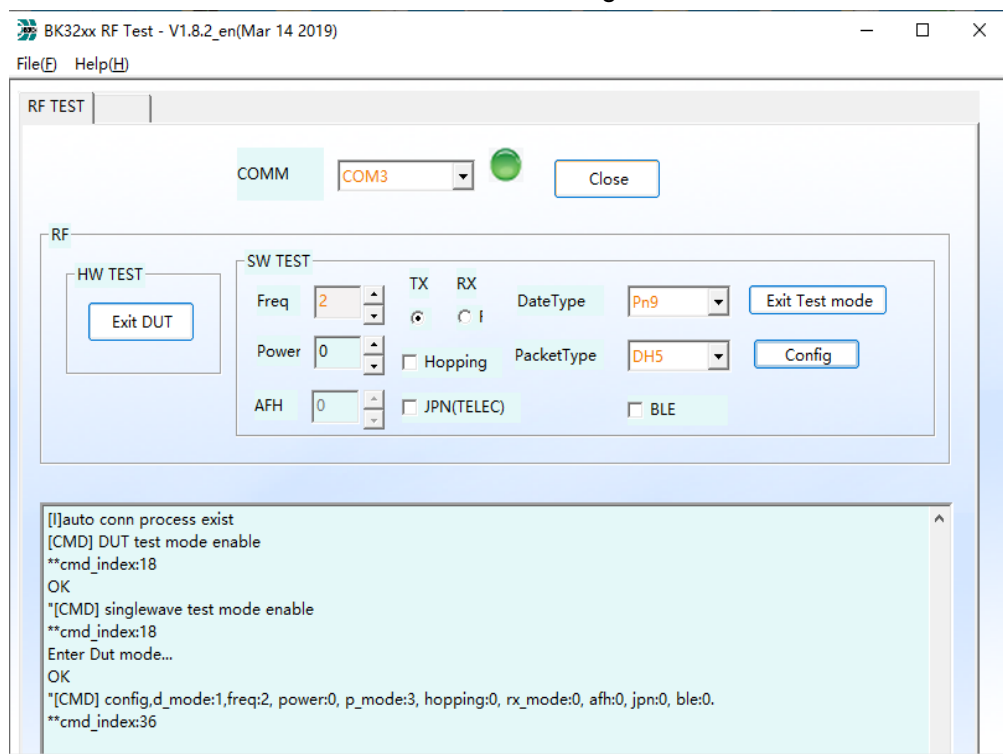 BK32xx RF Test - V1.8.2_en(Mar 14 2019)
File(F) Help(H)
RF TEST
COMM COM3 Close
RF
HW TEST
Exit DUT
SW TEST
Freq 2 TX RX DateType Pn9 Exit Test mode
Power 0 Hopping PacketType DH5 Config
AFH 0 JPN(TELEC) BLE
[I]auto conn process exist
[CMD] DUT test mode enable
**cmd_index:18
OK
"[CMD] singlewave test mode enable
**cmd_index:18
Enter Dut mode...
OK
"[CMD] config,d_mode:1,freq:2, power:0, p_mode:3, hopping:0, rx_mode:0, afh:0, jpn:0, ble:0.
**cmd_index:36